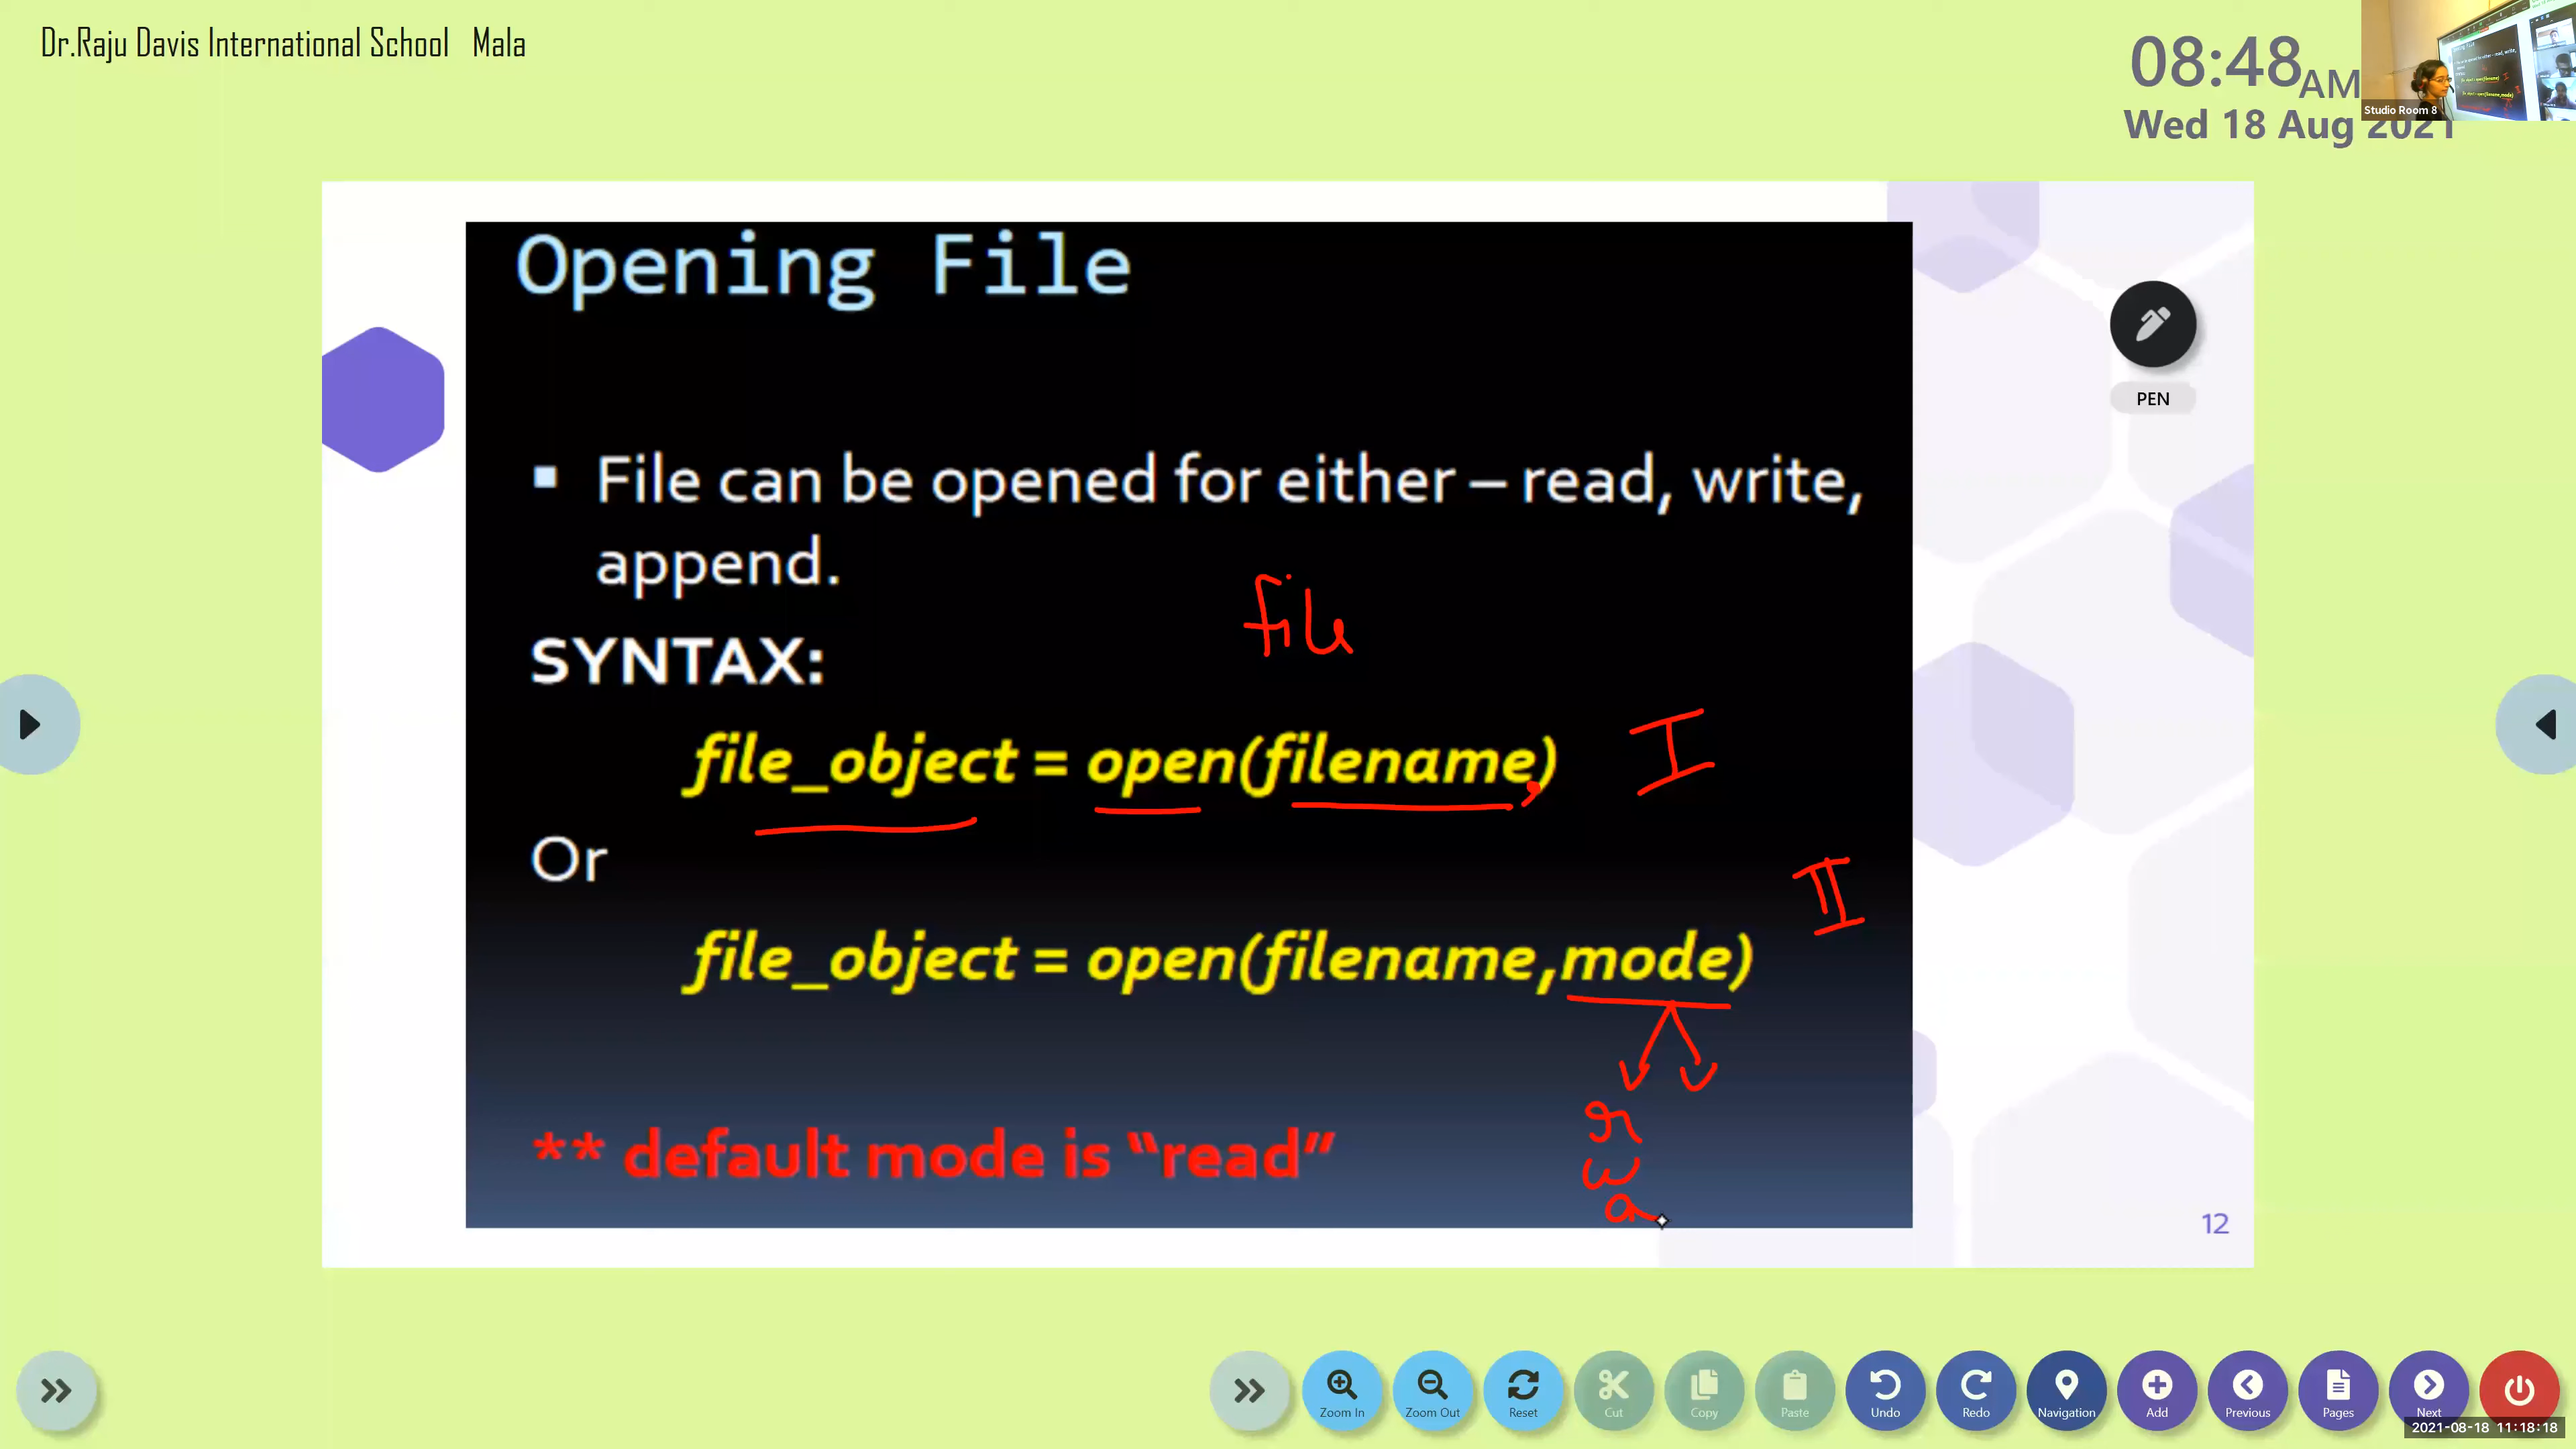 Dr.Raju Davis International School Mala
08:48AM
Wed 18 Aug 2021
Studio Room 8
Opening File
PEN
▪ File can be opened for either – read, write,
append.
file
SYNTAX:
file_object = open(filename,) I
Or
II
file_object = open(filename,mode)
r
w
a
** default mode is “read”
12
Zoom In Zoom Out Reset Cut Copy Paste Undo Redo Navigation Add Previous Pages Next
2021-08-18 11:18:18